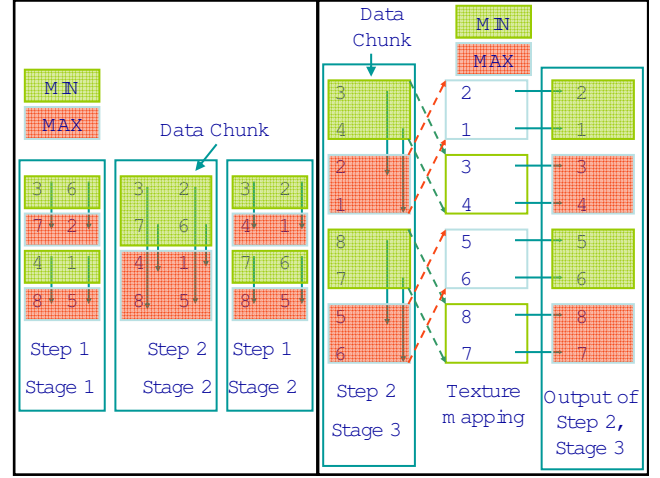 MIN
MAX
Data Chunk
3 6
7 2
4 1
8 5
Step 1
Stage 1
3 2
7 6
4 1
8 5
Step 2
Stage 2
3 2
4 1
7 6
8 5
Step 1
Stage 2
Data
Chunk
MIN
MAX
3
4
2
1
8
7
5
6
Step 2
Stage 3
2
1
3
4
5
6
8
7
Texture
mapping
2
1
3
4
5
6
8
7
Output of
Step 2,
Stage 3